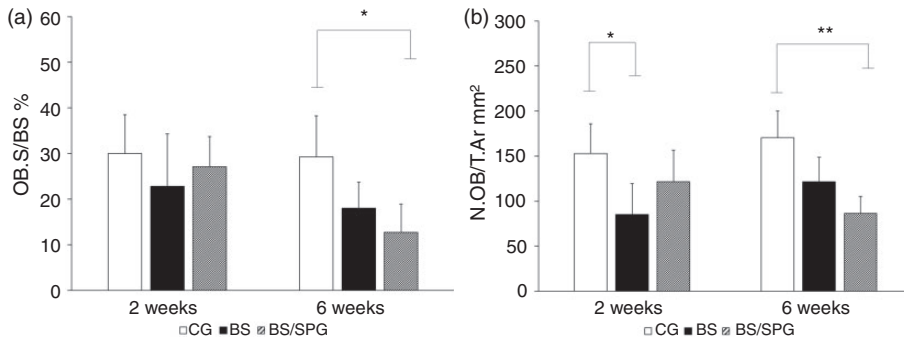 (a)
60
50
40
30
20
10
0
OB.S/BS %
*
2 weeks
6 weeks
CG BS BS/SPG
(b)
300
250
200
150
100
50
0
N.OB/T.Ar mm²
*
**
2 weeks
6 weeks
CG BS BS/SPG